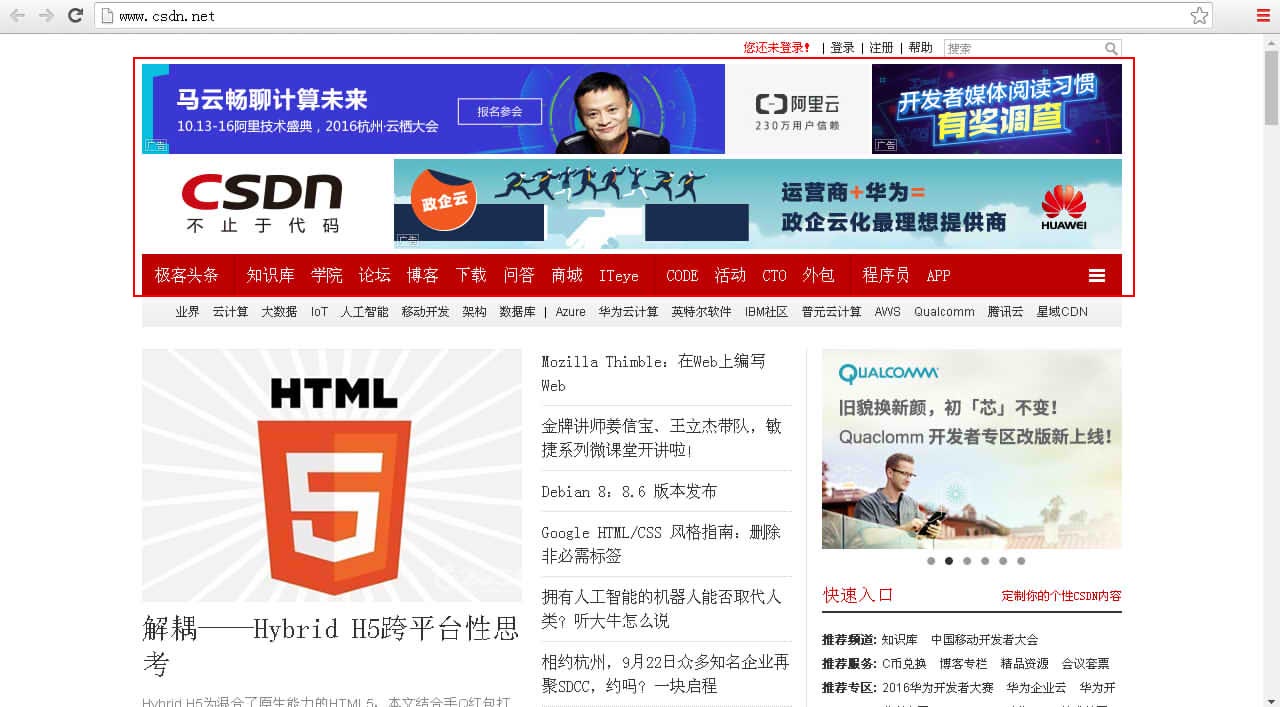 www.csdn.net
您还未登录! | 登录 | 注册 | 帮助 搜索
马云畅聊计算未来
10.13-16阿里技术盛典，2016杭州·云栖大会
报名参会
广告
阿里云
230万用户信赖
开发者媒体阅读习惯
有奖调查
广告
CSDN
不止于代码
政企云
广告
运营商+华为=
政企云化最理想提供商
HUAWEI
极客头条 知识库 学院 论坛 博客 下载 问答 商城 ITeye CODE 活动 CTO 外包 程序员 APP
业界 云计算 大数据 IoT 人工智能 移动开发 架构 数据库 | Azure 华为云计算 英特尔软件 IBM社区 普元云计算 AWS Qualcomm 腾讯云 星域CDN
HTML
5
解耦——Hybrid H5跨平台性思
考
Hybrid H5为混合了原生能力的HTML5，本文结合手Q红包打
Mozilla Thimble：在Web上编写
Web
金牌讲师姜信宝、王立杰带队，敏
捷系列微课堂开讲啦！
Debian 8：8.6 版本发布
Google HTML/CSS 风格指南：删除
非必需标签
拥有人工智能的机器人能否取代人
类？听大牛怎么说
相约杭州，9月22日众多知名企业再
聚SDCC，约吗？一块启程
QUALCOMM
旧貌换新颜，初「芯」不变！
Quaclomm 开发者专区改版新上线！
快速入口 定制你的个性CSDN内容
推荐频道: 知识库 中国移动开发者大会
推荐服务: C币兑换 博客专栏 精品资源 会议套票
推荐专区: 2016华为开发者大赛 华为企业云 华为开